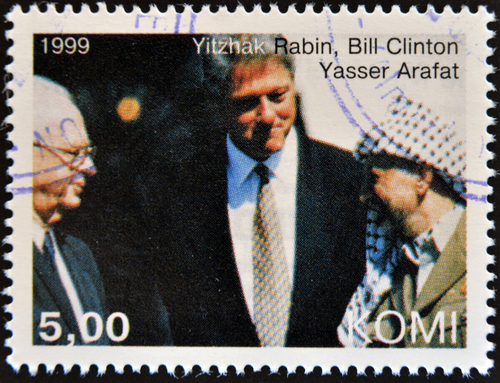 1999
Yitzhak Rabin, Bill Clinton
Yasser Arafat
5,00
KOMI